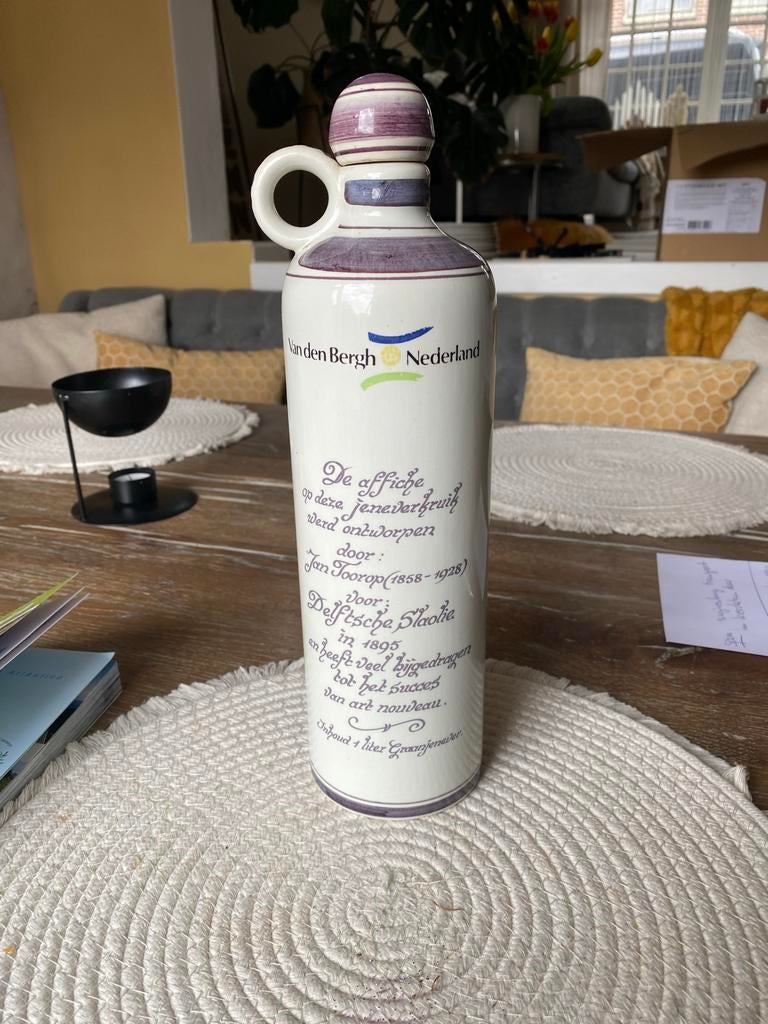 Van den Bergh Nederland
De affiche
op deze jeneverkruik
werd ontworpen
door:
Jan Toorop (1858-1928)
voor:
Delftsche Slaolie
in 1895
en heeft veel bijgedragen
tot het succes
van art nouveau.
Inhoud 1 liter Graanjenever.